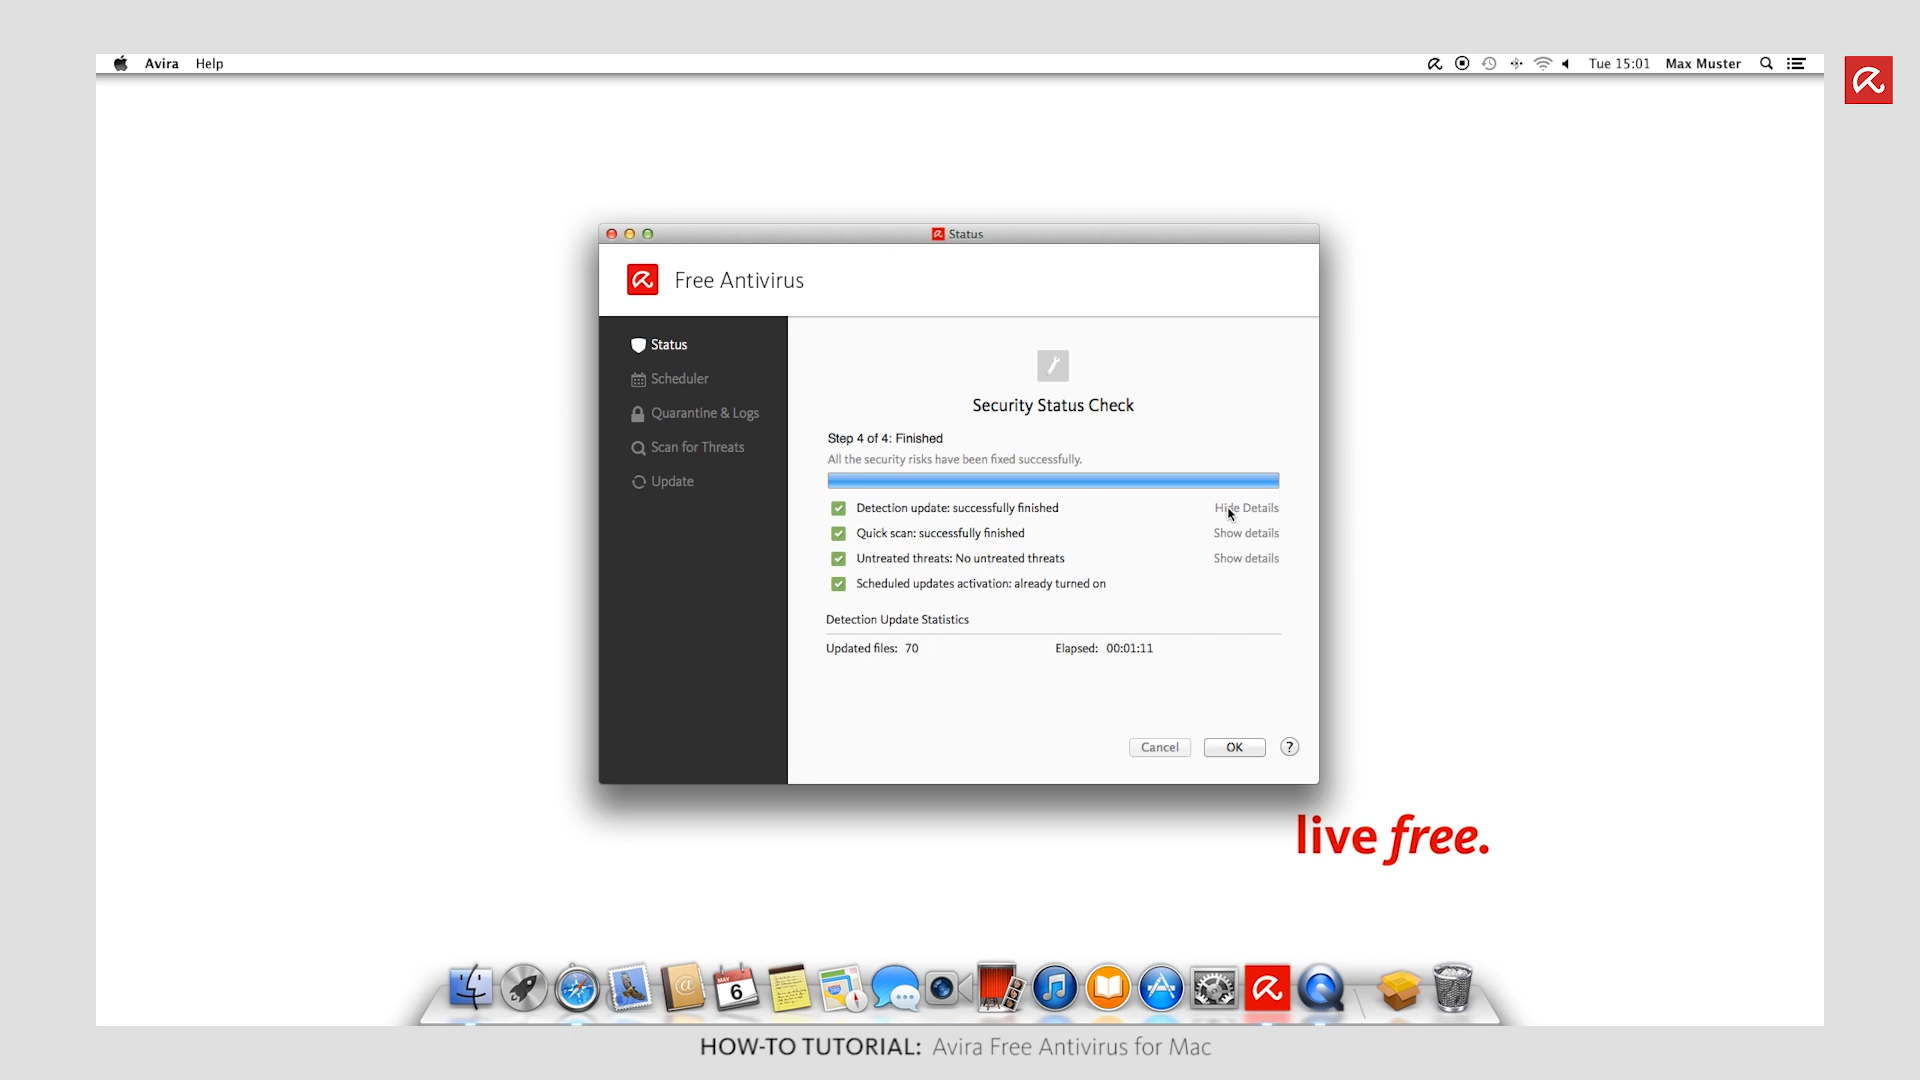 Avira Help Tue 15:01 Max Muster
Status
Free Antivirus
Status
Scheduler
Quarantine & Logs
Scan for Threats
Update
Security Status Check
Step 4 of 4: Finished
All the security risks have been fixed successfully.
Detection update: successfully finished Hide Details
Quick scan: successfully finished Show details
Untreated threats: No untreated threats Show details
Scheduled updates activation: already turned on
Detection Update Statistics
Updated files: 70 Elapsed: 00:01:11
Cancel OK ?
live free.
MAY
6
HOW-TO TUTORIAL: Avira Free Antivirus for Mac